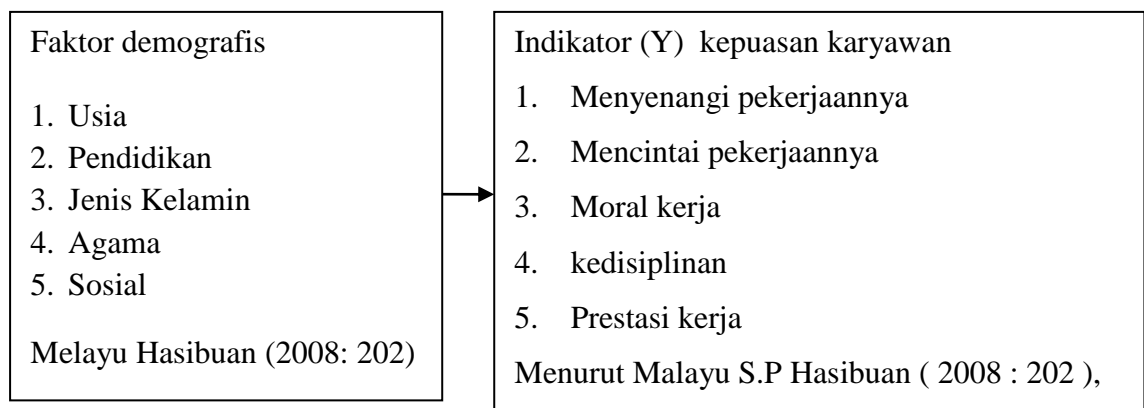 Faktor demografis
1. Usia
2. Pendidikan
3. Jenis Kelamin
4. Agama
5. Sosial
Melayu Hasibuan (2008: 202)
Indikator (Y) kepuasan karyawan
1. Menyenangi pekerjaannya
2. Mencintai pekerjaannya
3. Moral kerja
4. kedisiplinan
5. Prestasi kerja
Menurut Malayu S.P Hasibuan ( 2008 : 202 ),